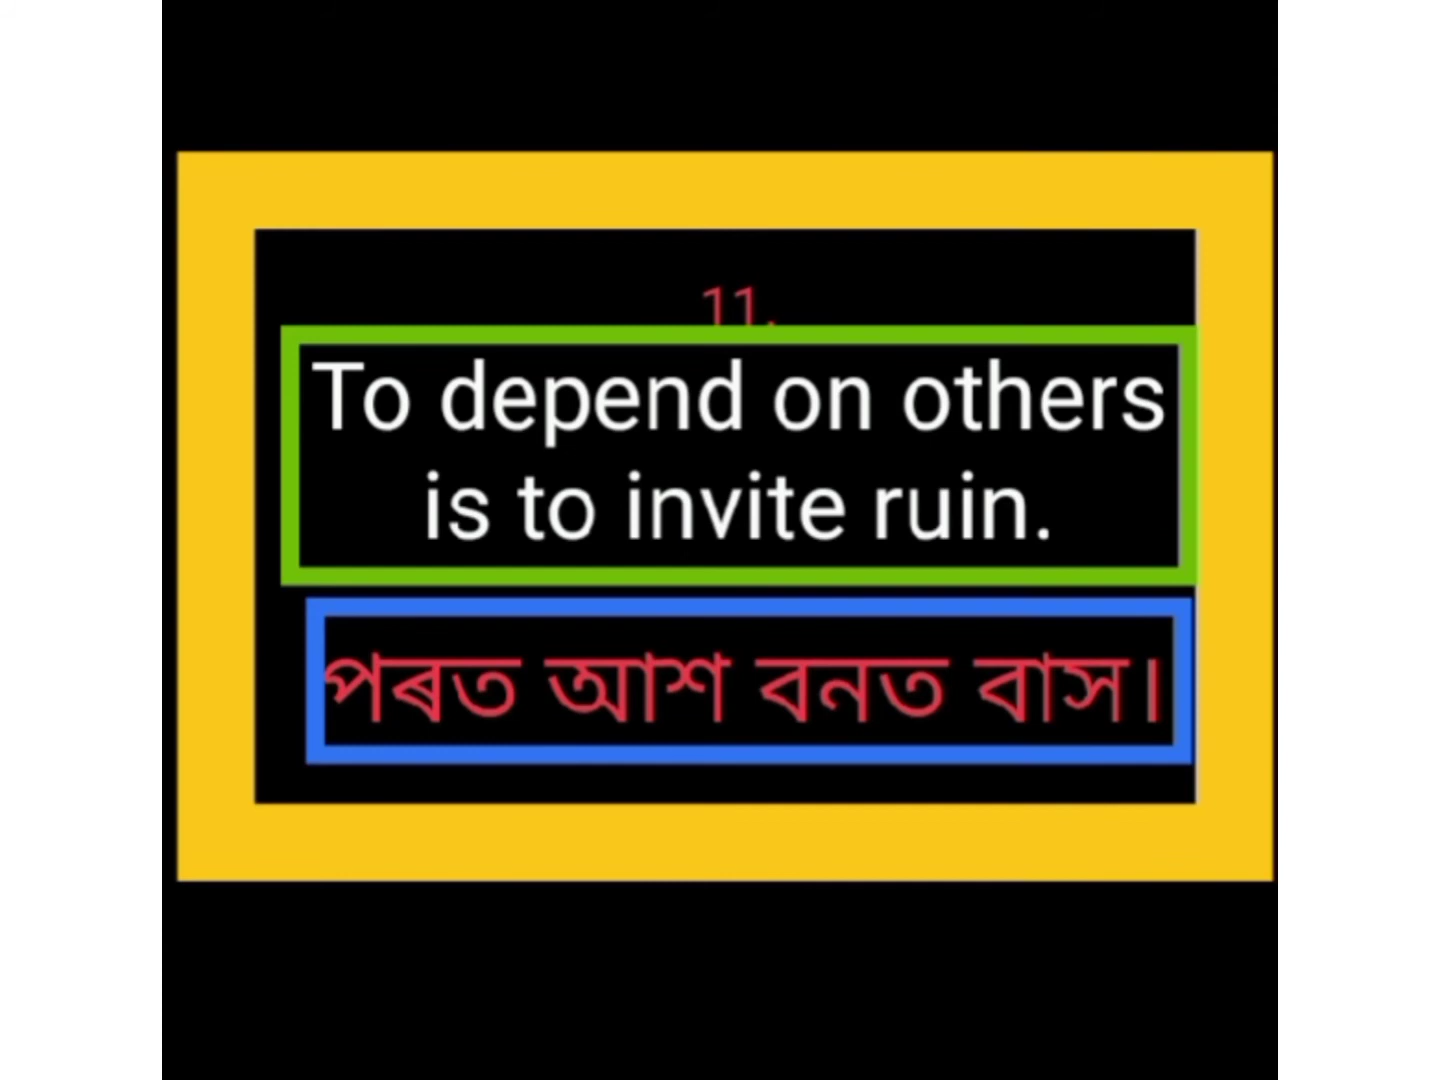 11.
To depend on others
is to invite ruin.
পৰত আশ বনত বাস।